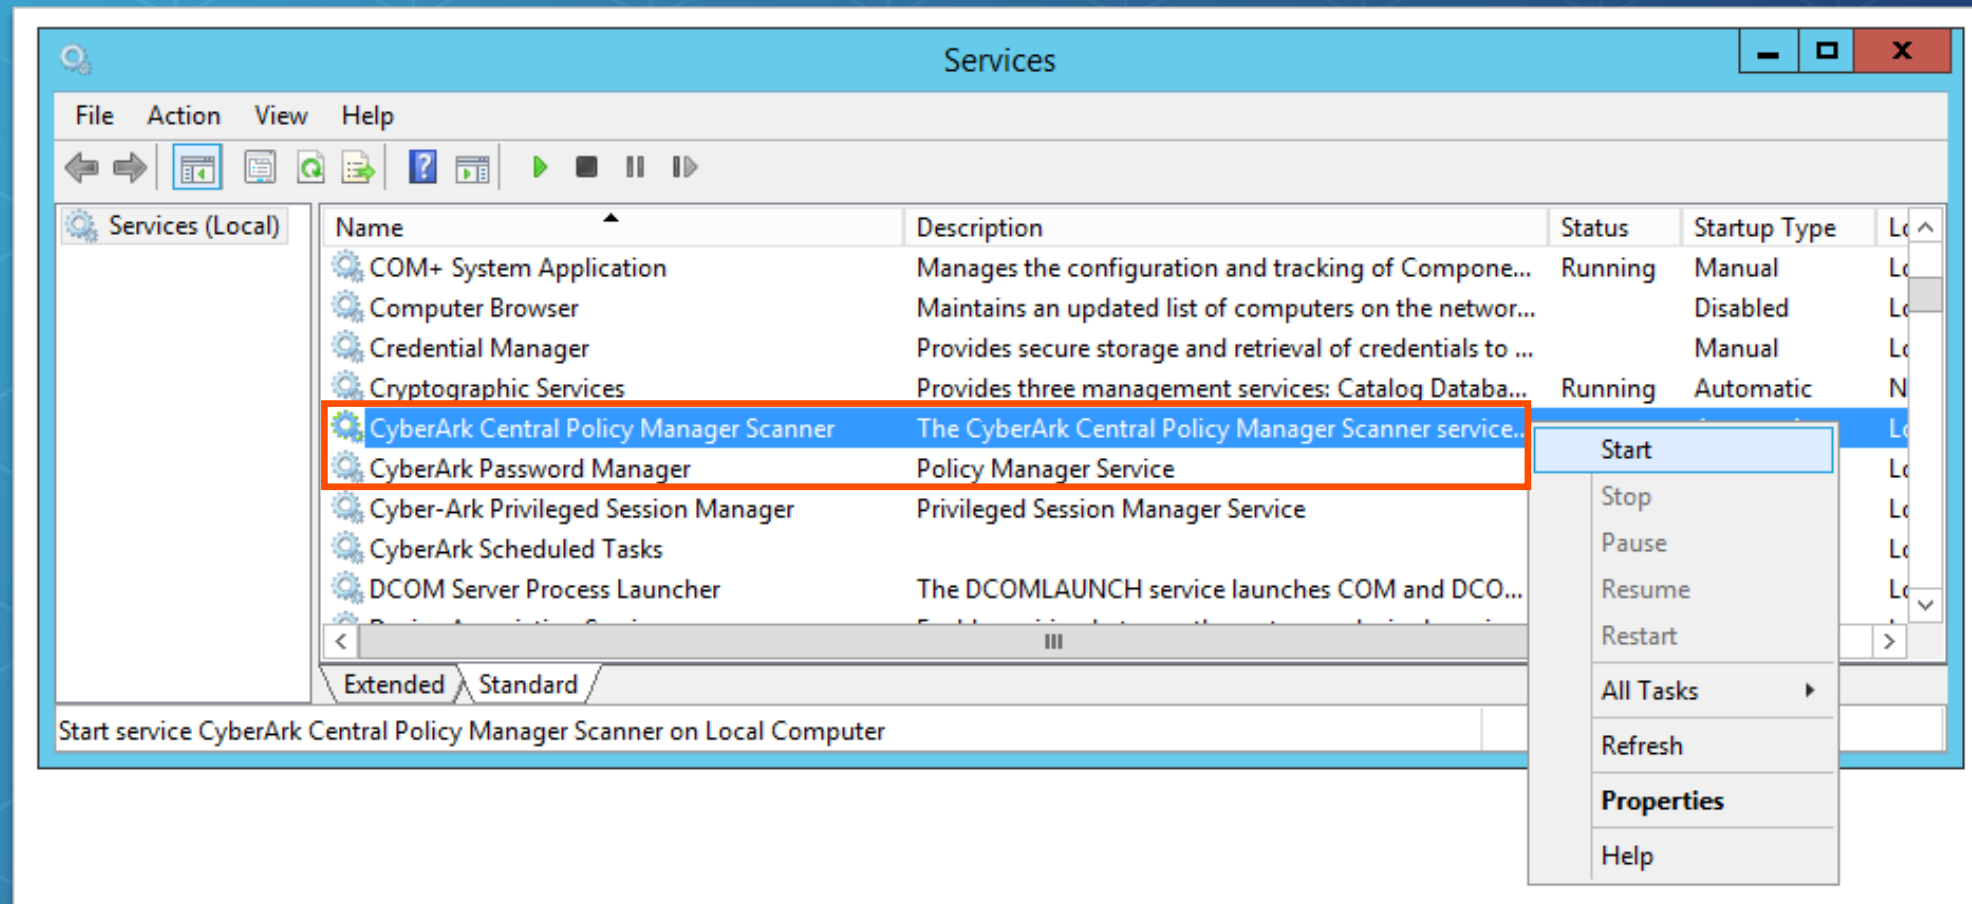 Services
File Action View Help
Services (Local)
Name Description Status Startup Type
COM+ System Application Manages the configuration and tracking of Compone... Running Manual
Computer Browser Maintains an updated list of computers on the networ... Disabled
Credential Manager Provides secure storage and retrieval of credentials to ... Manual
Cryptographic Services Provides three management services: Catalog Databa... Running Automatic
CyberArk Central Policy Manager Scanner The CyberArk Central Policy Manager Scanner service..
CyberArk Password Manager Policy Manager Service
Cyber-Ark Privileged Session Manager Privileged Session Manager Service
CyberArk Scheduled Tasks
DCOM Server Process Launcher The DCOMLAUNCH service launches COM and DCO...
Extended Standard
Start service CyberArk Central Policy Manager Scanner on Local Computer
Start
Stop
Pause
Resume
Restart
All Tasks
Refresh
Properties
Help